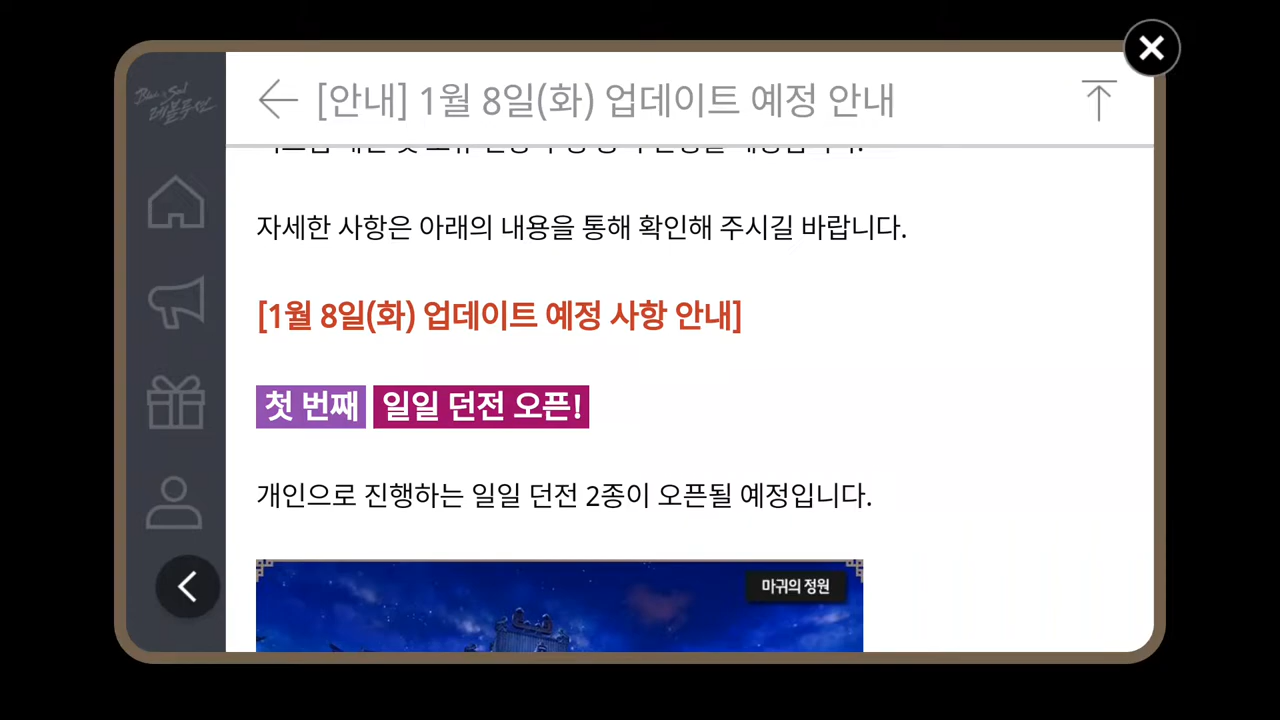 [안내] 1월 8일(화) 업데이트 예정 안내
자세한 사항은 아래의 내용을 통해 확인해 주시길 바랍니다.
[1월 8일(화) 업데이트 예정 사항 안내]
첫 번째 일일 던전 오픈!
개인으로 진행하는 일일 던전 2종이 오픈될 예정입니다.
마귀의 정원